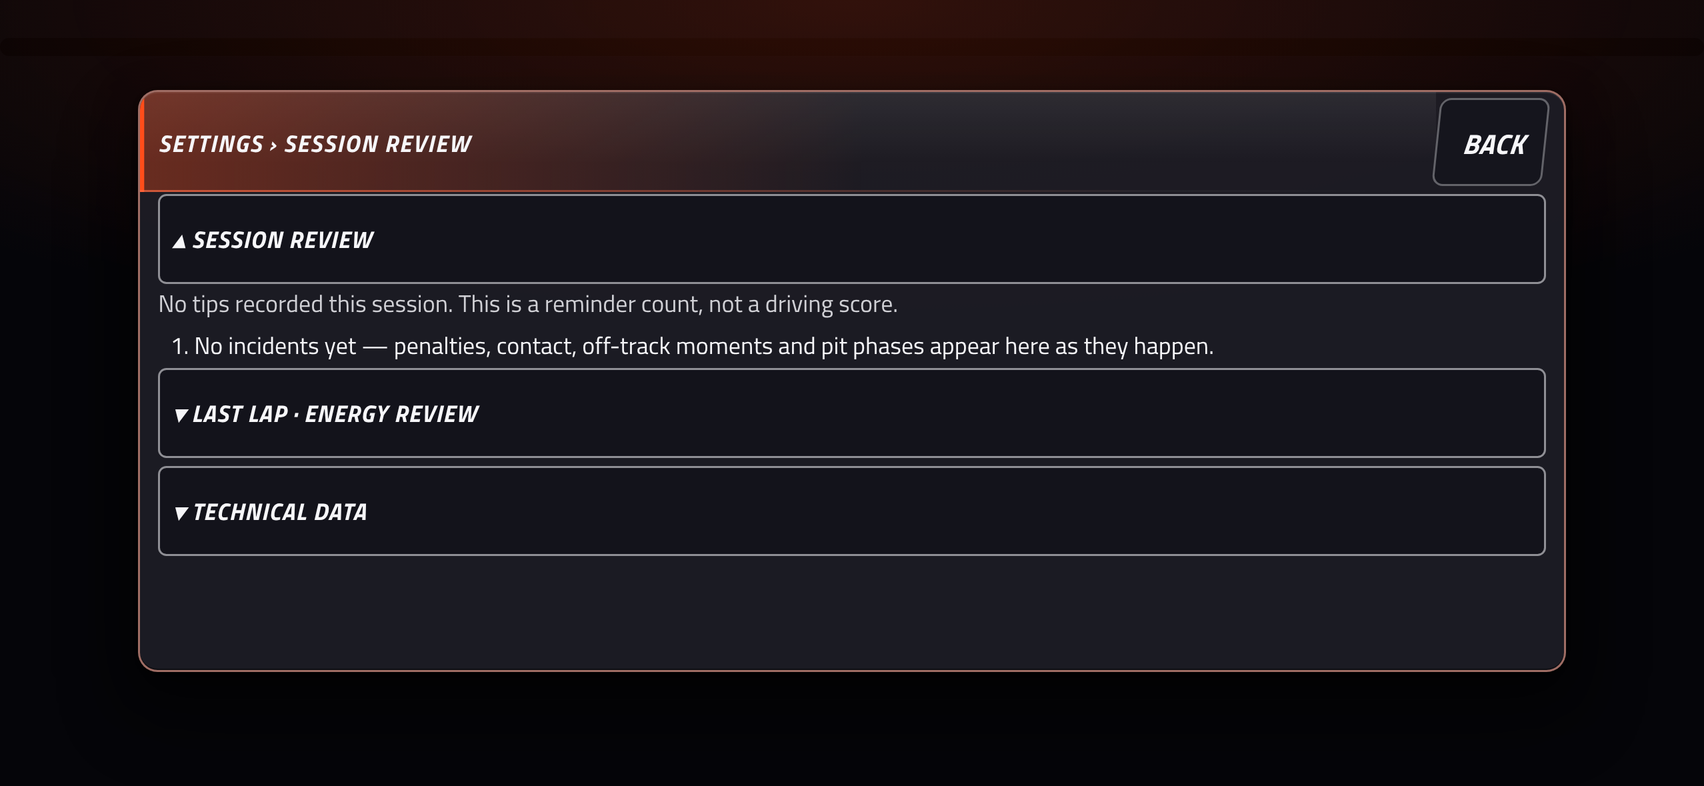 SETTINGS › SESSION REVIEW
BACK
▲ SESSION REVIEW
No tips recorded this session. This is a reminder count, not a driving score.
1. No incidents yet — penalties, contact, off-track moments and pit phases appear here as they happen.
▼ LAST LAP · ENERGY REVIEW
▼ TECHNICAL DATA